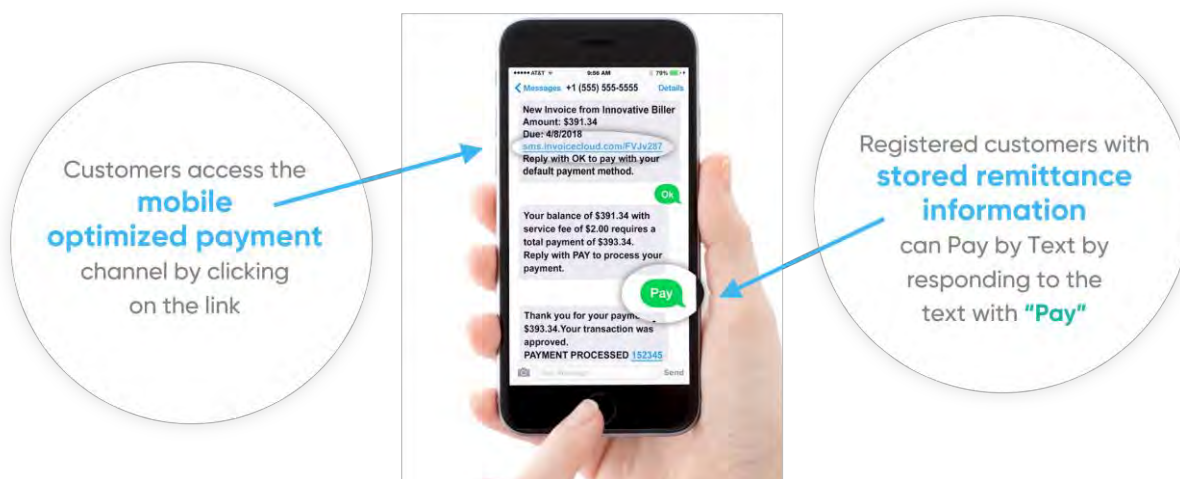 Customers access the
mobile
optimized payment
channel by clicking
on the link
●●●●● AT&T
9:56 AM
79%
Messages +1 (555) 555-5555 Details
New Invoice from Innovative Biller
Amount: $391.34
Due: 4/8/2018
sms.invoicecloud.com/FVJv287
Reply with OK to pay with your
default payment method.
Ok
Your balance of $391.34 with
service fee of $2.00 requires a
total payment of $393.34.
Reply with PAY to process your
payment.
Pay
Thank you for your
$393.34.Your transaction was
approved.
PAYMENT PROCESSED 152345
Send
Registered customers with
stored remittance
information
can Pay by Text by
responding to the
text with "Pay"